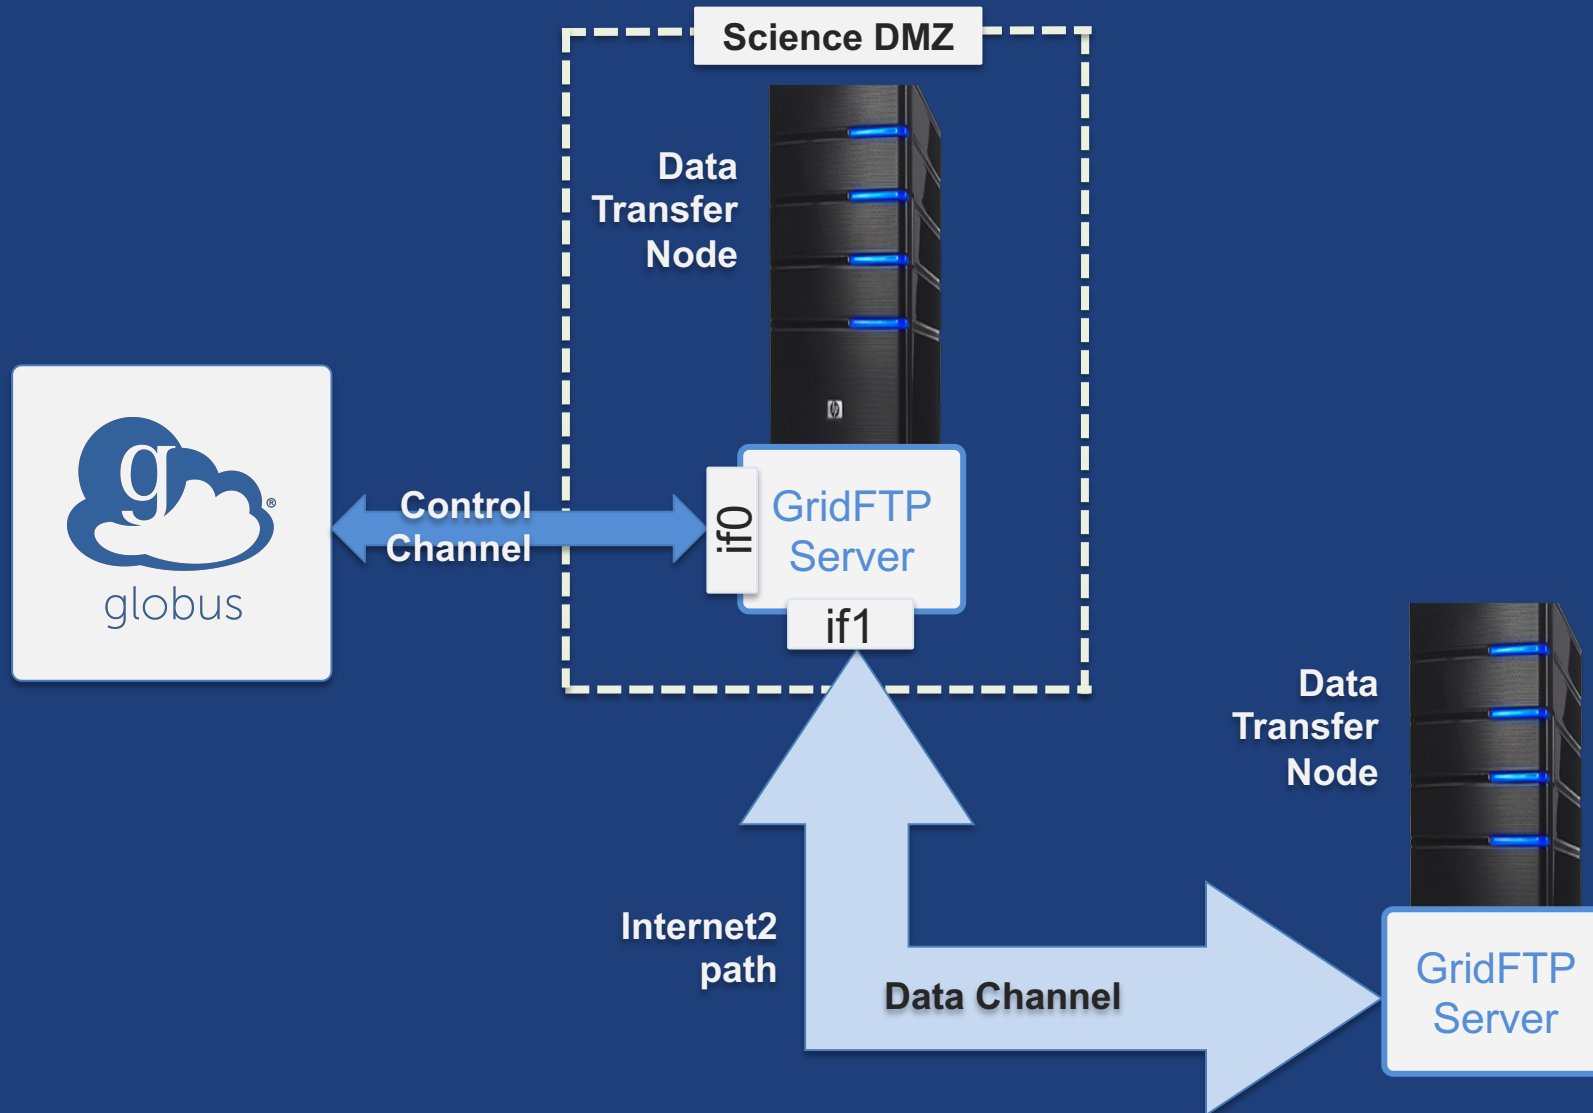 Science DMZ
Data
Transfer
Node
g
®
globus
Control
Channel
if0
GridFTP
Server
if1
Data
Transfer
Node
Internet2
path
Data Channel
GridFTP
Server